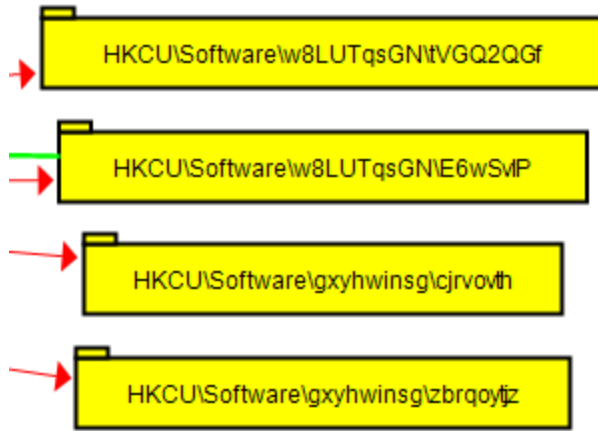 HKCU\Software\w8LUTqsGN\tVGQ2QGf
HKCU\Software\w8LUTqsGN\E6wSvlP
HKCU\Software\gxyhwinsg\cjrvovth
HKCU\Software\gxyhwinsg\zbrqoytjz